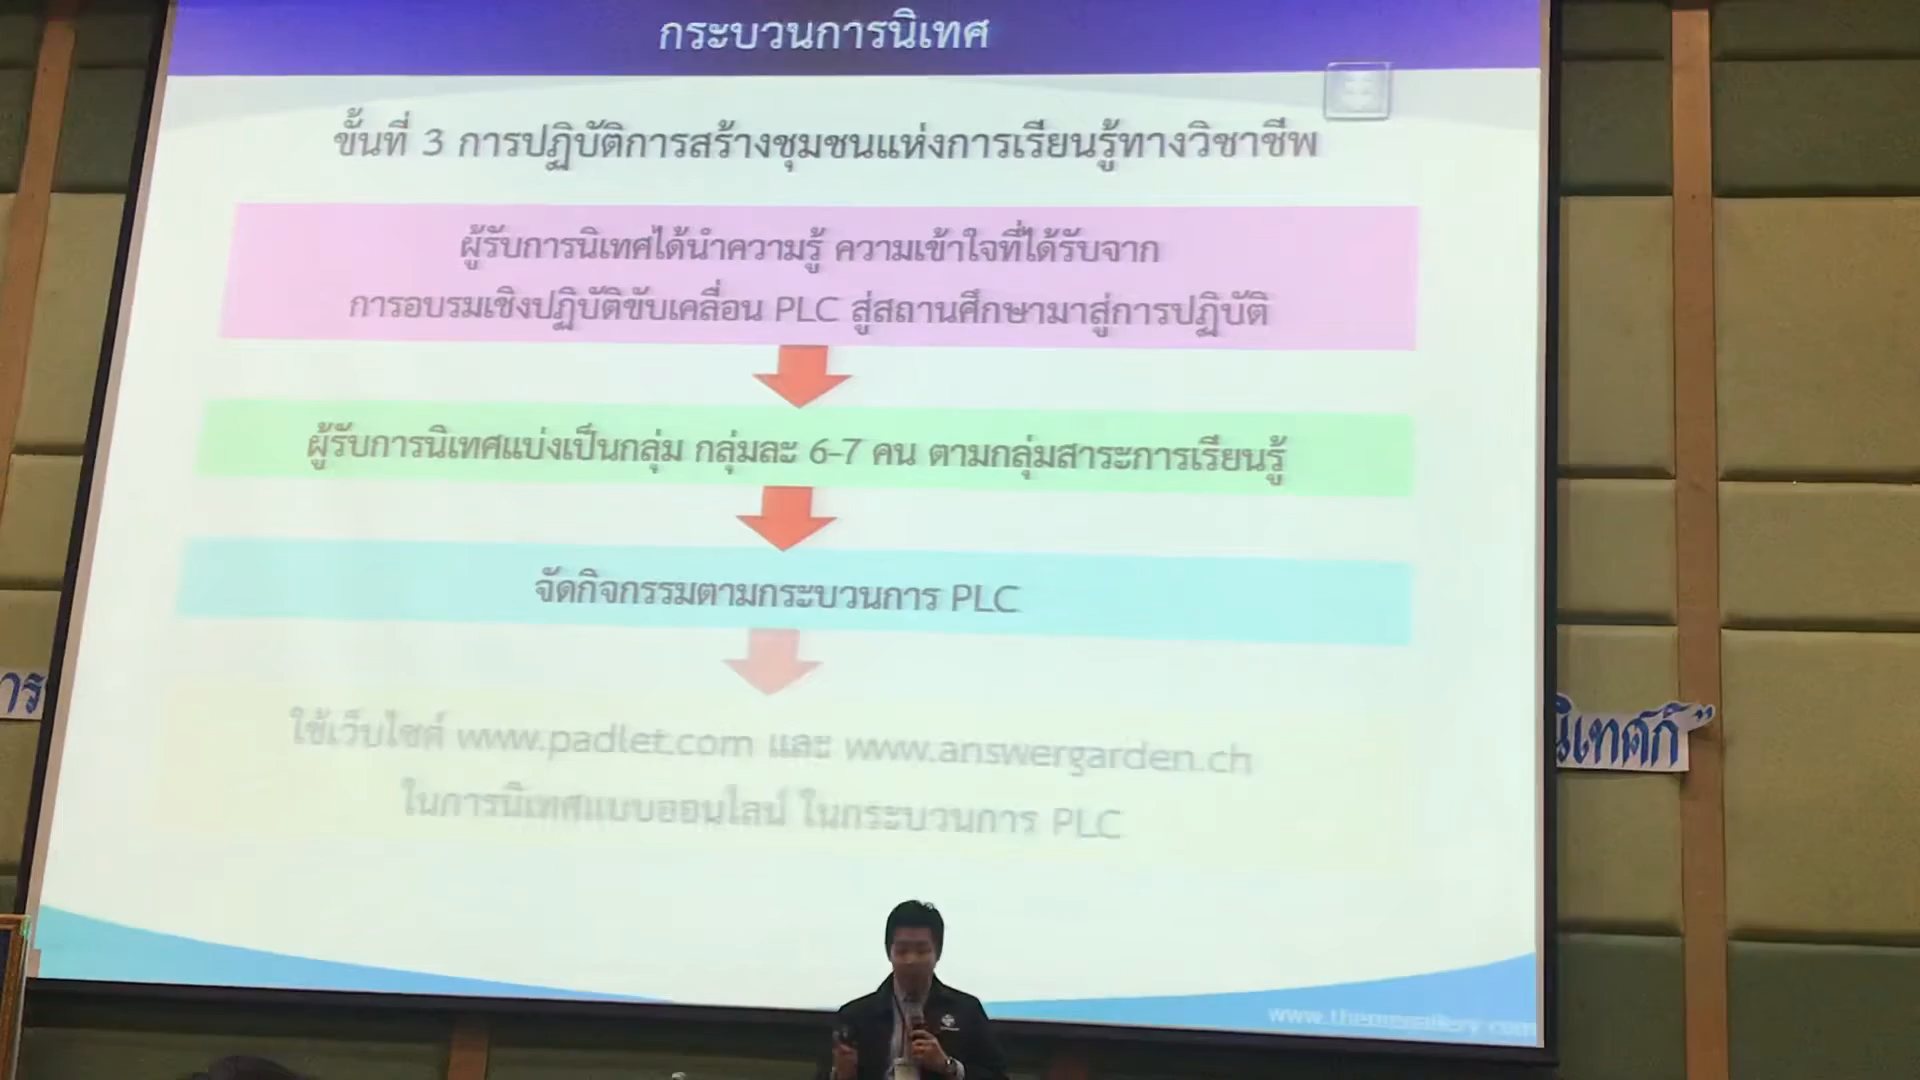 กระบวนการนิเทศ
ขั้นที่ 3 การปฏิบัติการสร้างชุมชนแห่งการเรียนรู้ทางวิชาชีพ
ผู้รับการนิเทศได้นำความรู้ ความเข้าใจที่ได้รับจาก
การอบรมเชิงปฏิบัติขับเคลื่อน PLC สู่สถานศึกษามาสู่การปฏิบัติ
ผู้รับการนิเทศแบ่งเป็นกลุ่ม กลุ่มละ 6-7 คน ตามกลุ่มสาระการเรียนรู้
จัดกิจกรรมตามกระบวนการ PLC
ใช้เว็บไซต์ www.padlet.com และ www.answergarden.ch
ในการนิเทศแบบออนไลน์ ในกระบวนการ PLC
าร
นิเทศก์”